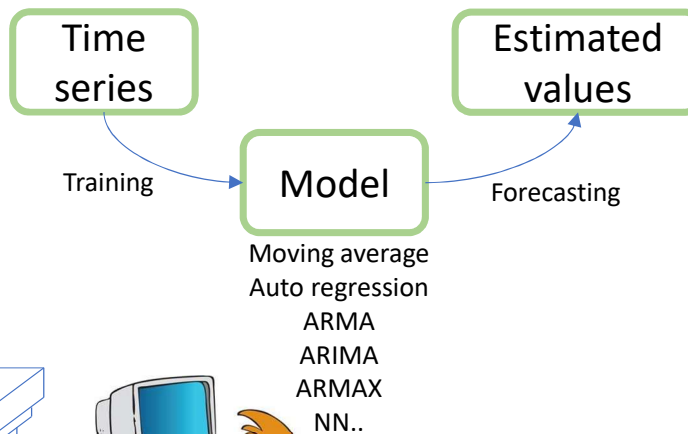 Time
series
Estimated
values
Training
Model
Forecasting
Moving average
Auto regression
ARMA
ARIMA
ARMAX
NN..